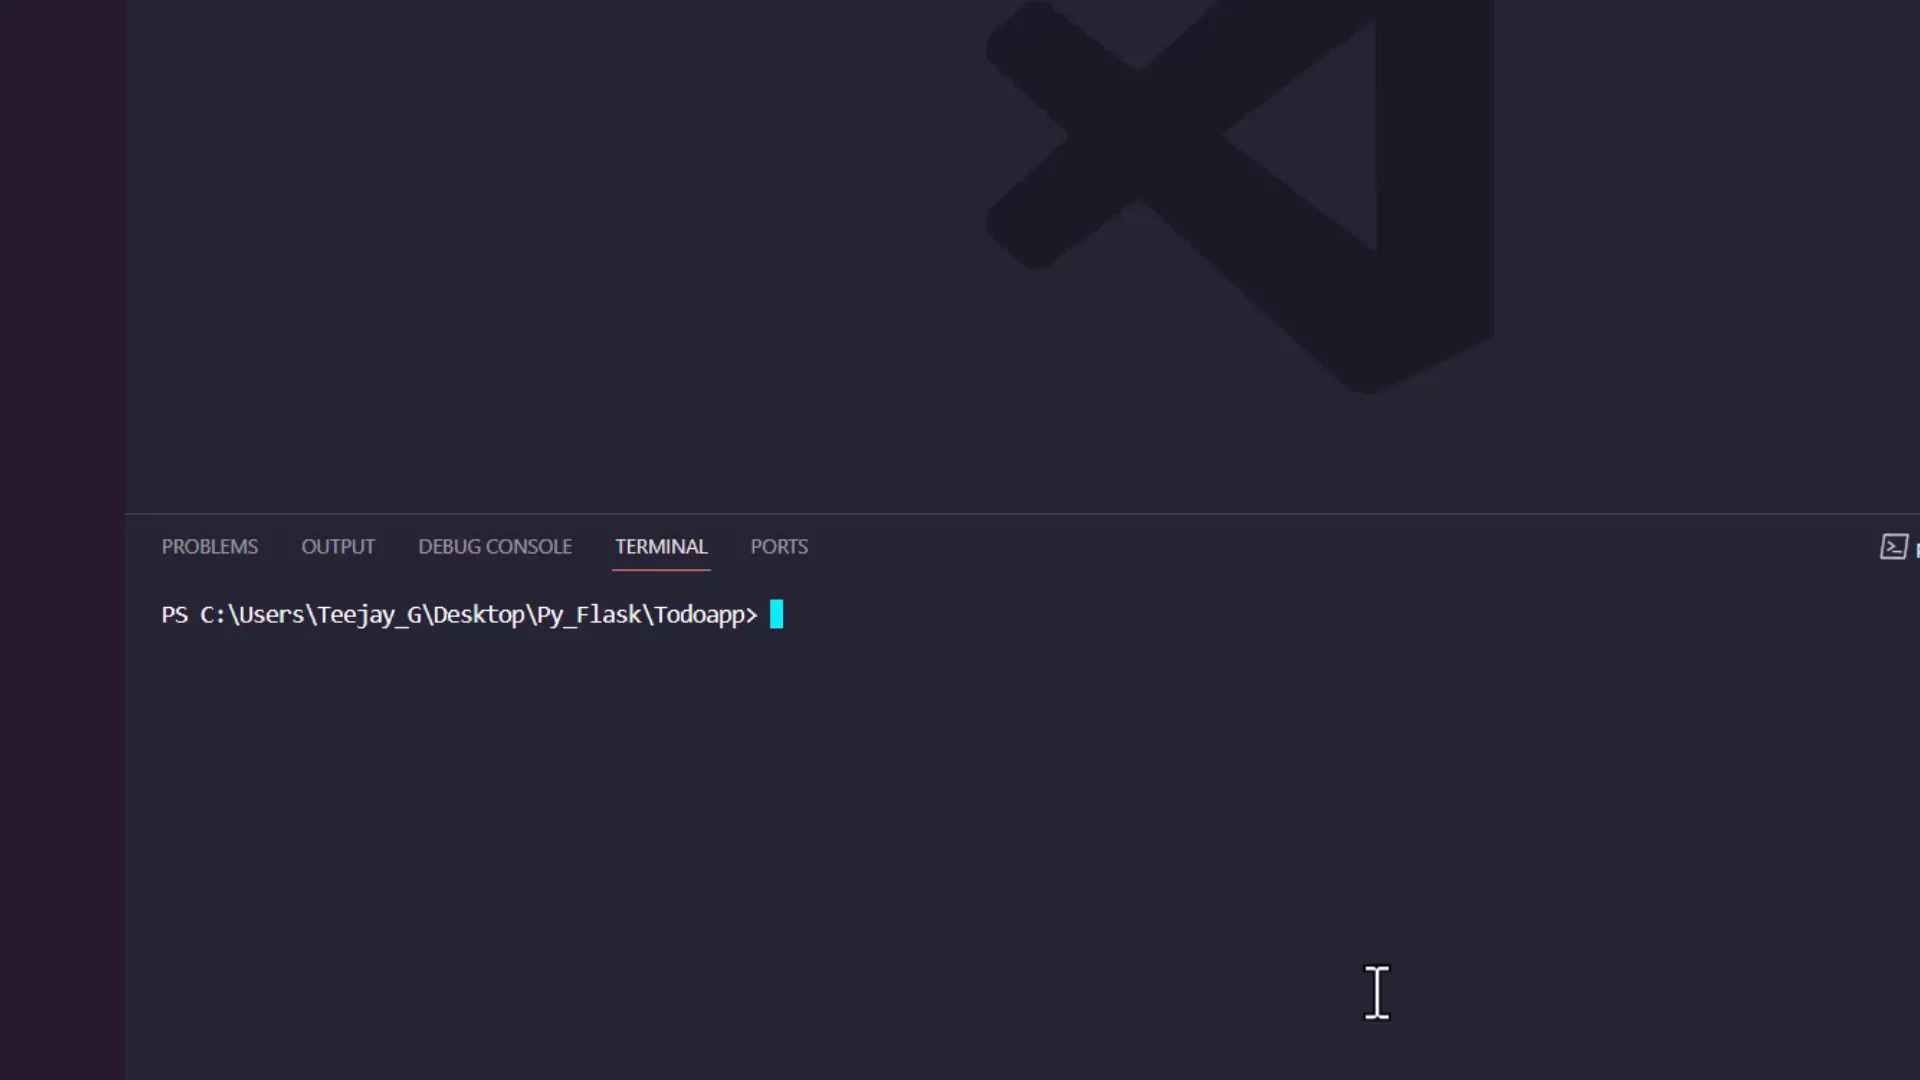 PROBLEMS OUTPUT DEBUG CONSOLE TERMINAL PORTS
PS C:\Users\Teejay_G\Desktop\Py_Flask\Todoapp>